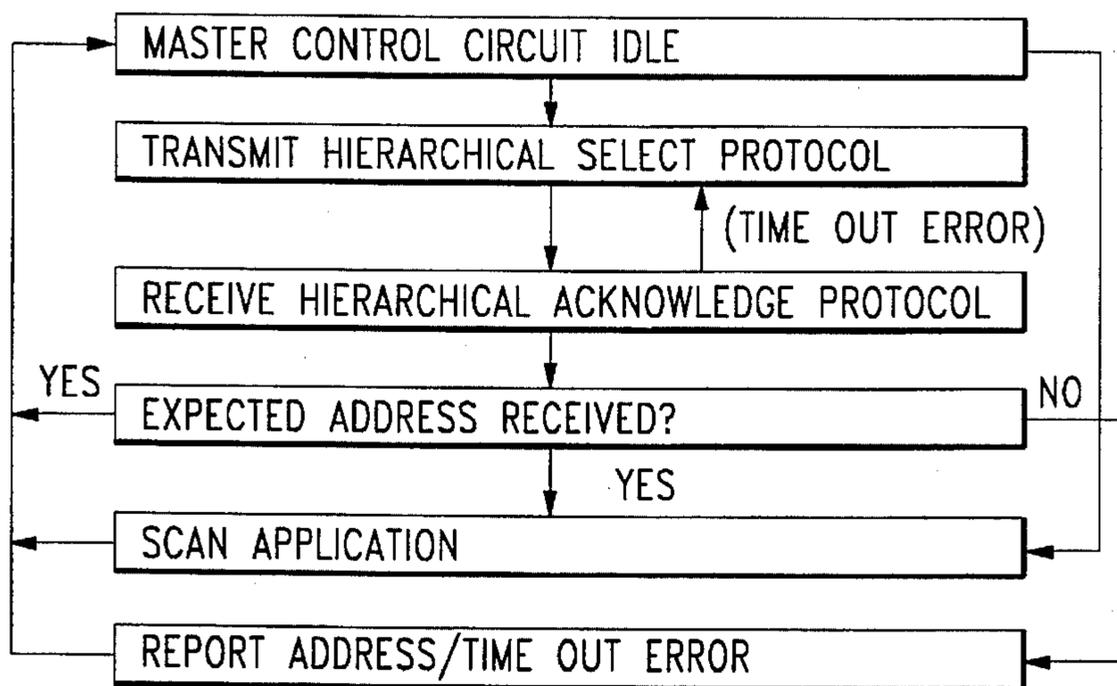 MASTER CONTROL CIRCUIT IDLE
TRANSMIT HIERARCHICAL SELECT PROTOCOL
(TIME OUT ERROR)
RECEIVE HIERARCHICAL ACKNOWLEDGE PROTOCOL
YES
EXPECTED ADDRESS RECEIVED?
NO
YES
SCAN APPLICATION
REPORT ADDRESS/TIME OUT ERROR